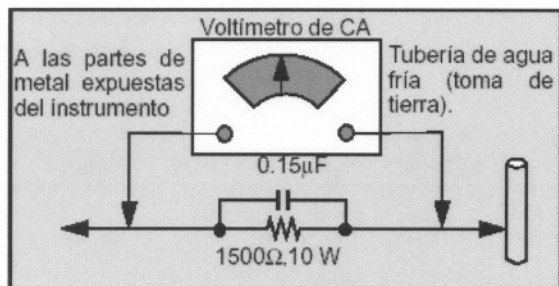 Voltímetro de CA
A las partes de
metal expuestas
del instrumento
Tubería de agua
fría (toma de
tierra).
0.15µF
1500Ω,10 W